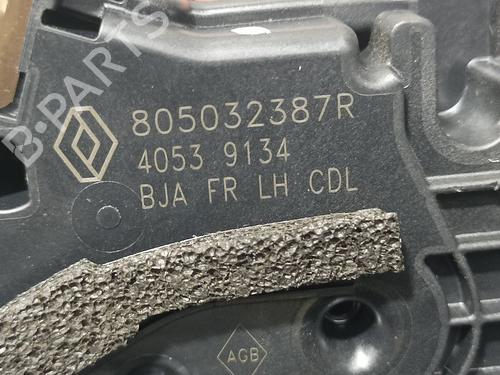 B-PARTS
805032387R
4053 9134
BJA FR LH CDL
AGB